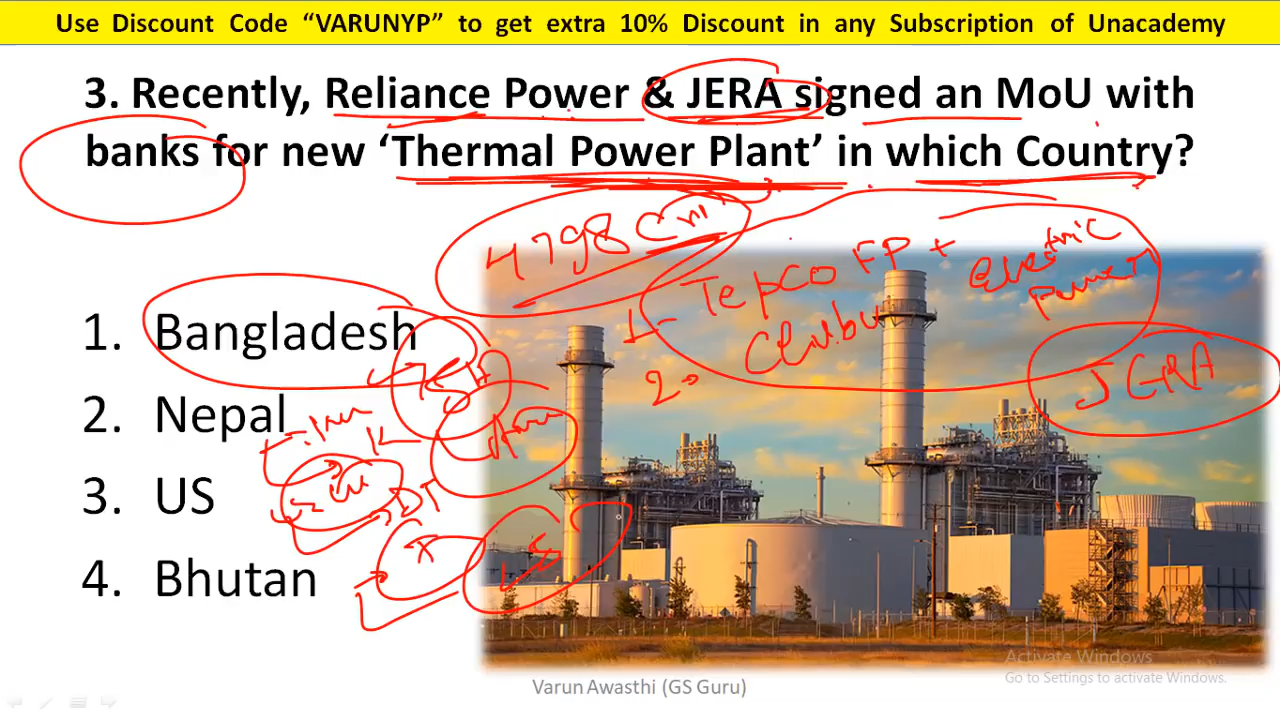 Use Discount Code “VARUNYP” to get extra 10% Discount in any Subscription of Unacademy
3. Recently, Reliance Power & JERA signed an MoU with
banks for new ‘Thermal Power Plant’ in which Country?
4798
1- Tepco FP + Electric Power
2.
JERA
1. Bangladesh
2. Nepal
3. US
4. Bhutan
Activate Windows
Go to Settings to activate Windows.
Varun Awasthi (GS Guru)